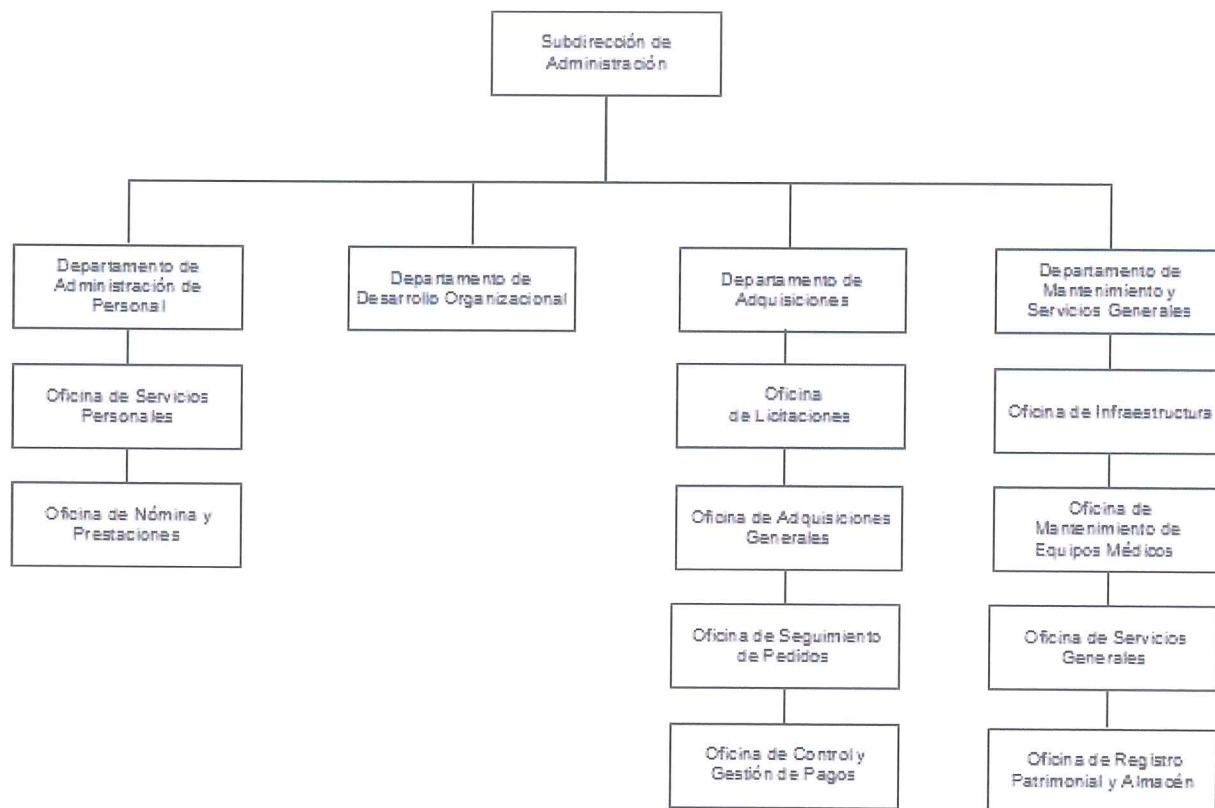 Subdirección de
Administración
Departamento de
Administración de
Personal
Departamento de
Desarrollo Organizacional
Departamento de
Adquisiciones
Departamento de
Mantenimiento y
Servicios Generales
Oficina de Servicios
Personales
Oficina
de Licitaciones
Oficina de Infraestructura
Oficina de Nómina y
Prestaciones
Oficina de Adquisiciones
Generales
Oficina de
Mantenimiento de
Equipos Médicos
Oficina de Seguimiento
de Pedidos
Oficina de Servicios
Generales
Oficina de Control y
Gestión de Pagos
Oficina de Registro
Patrimonial y Almacén